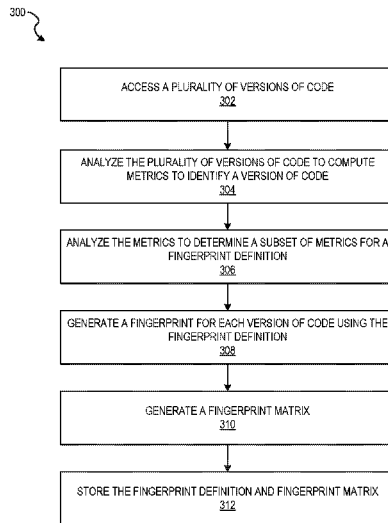 300
ACCESS A PLURALITY OF VERSIONS OF CODE
302
ANALYZE THE PLURALITY OF VERSIONS OF CODE TO COMPUTE
METRICS TO IDENTIFY A VERSION OF CODE
304
ANALYZE THE METRICS TO DETERMINE A SUBSET OF METRICS FOR A
FINGERPRINT DEFINITION
306
GENERATE A FINGERPRINT FOR EACH VERSION OF CODE USING THE
FINGERPRINT DEFINITION
308
GENERATE A FINGERPRINT MATRIX
310
STORE THE FINGERPRINT DEFINITION AND FINGERPRINT MATRIX
312